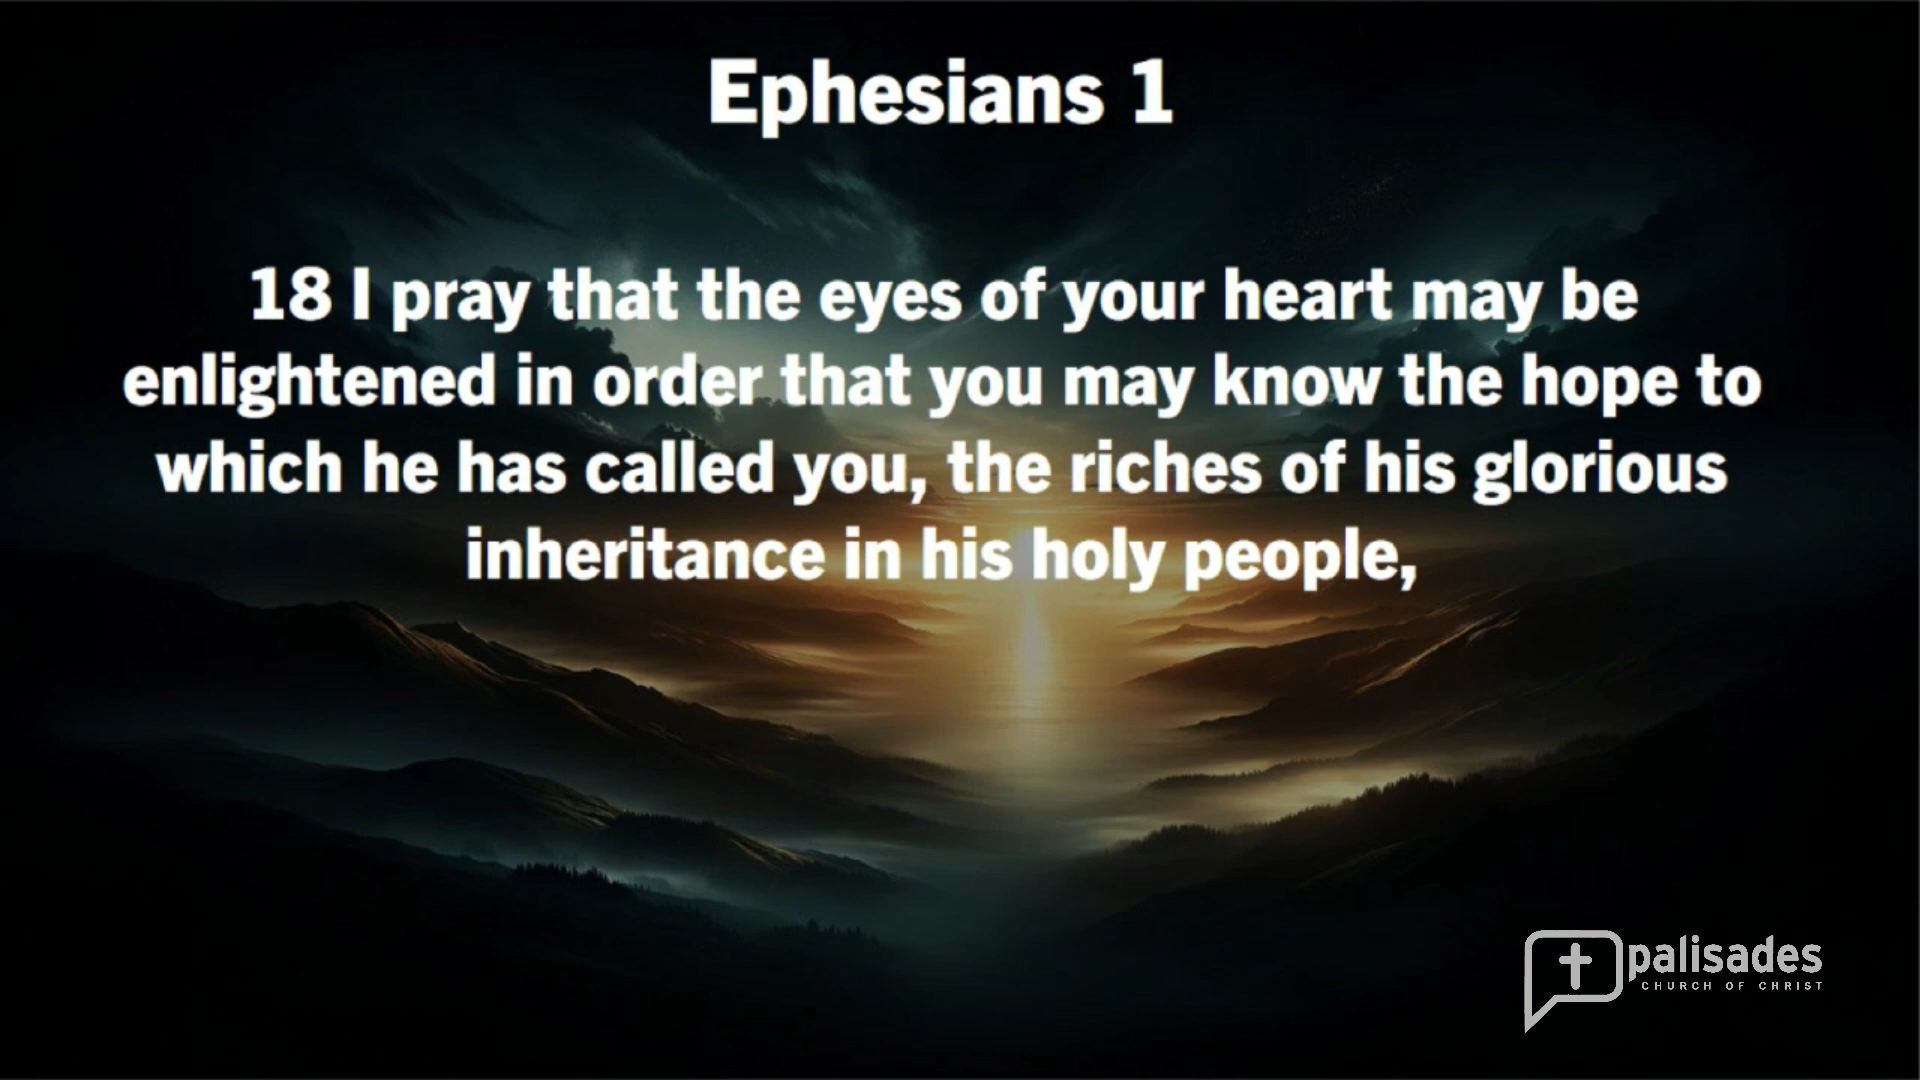 Ephesians 1
18 I pray that the eyes of your heart may be
enlightened in order that you may know the hope to
which he has called you, the riches of his glorious
inheritance in his holy people,
palisades
CHURCH OF CHRIST